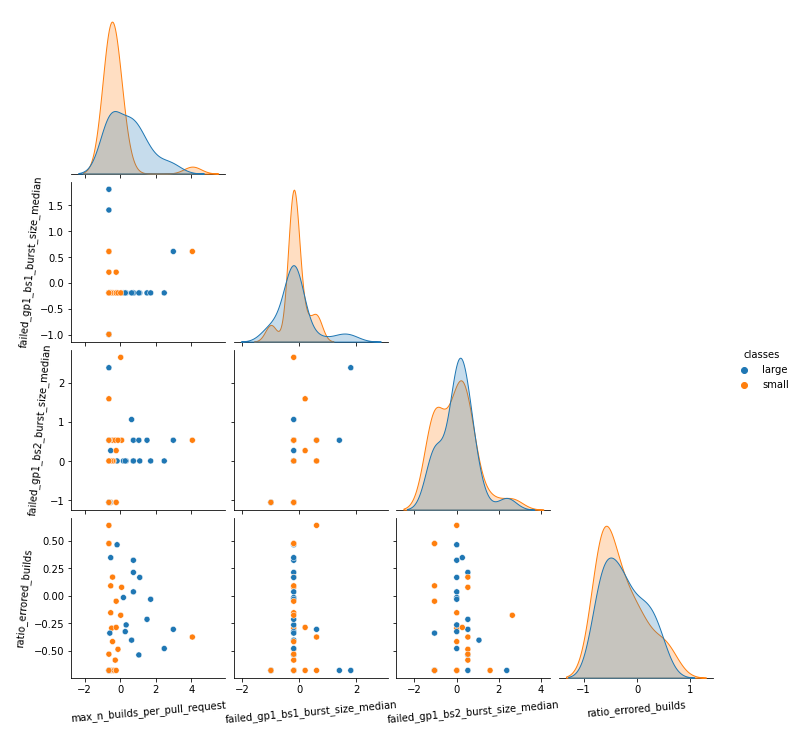 failed_gp1_bs1_burst_size_median
1.5
1.0
0.5
0.0
−0.5
−1.0
failed_gp1_bs2_burst_size_median
2
1
0
−1
classes
large
small
ratio_errored_builds
0.50
0.25
0.00
−0.25
−0.50
−2 0 2 4
max_n_builds_per_pull_request
−2 0 2
failed_gp1_bs1_burst_size_median
−2 0 2 4
failed_gp1_bs2_burst_size_median
−1 0 1
ratio_errored_builds